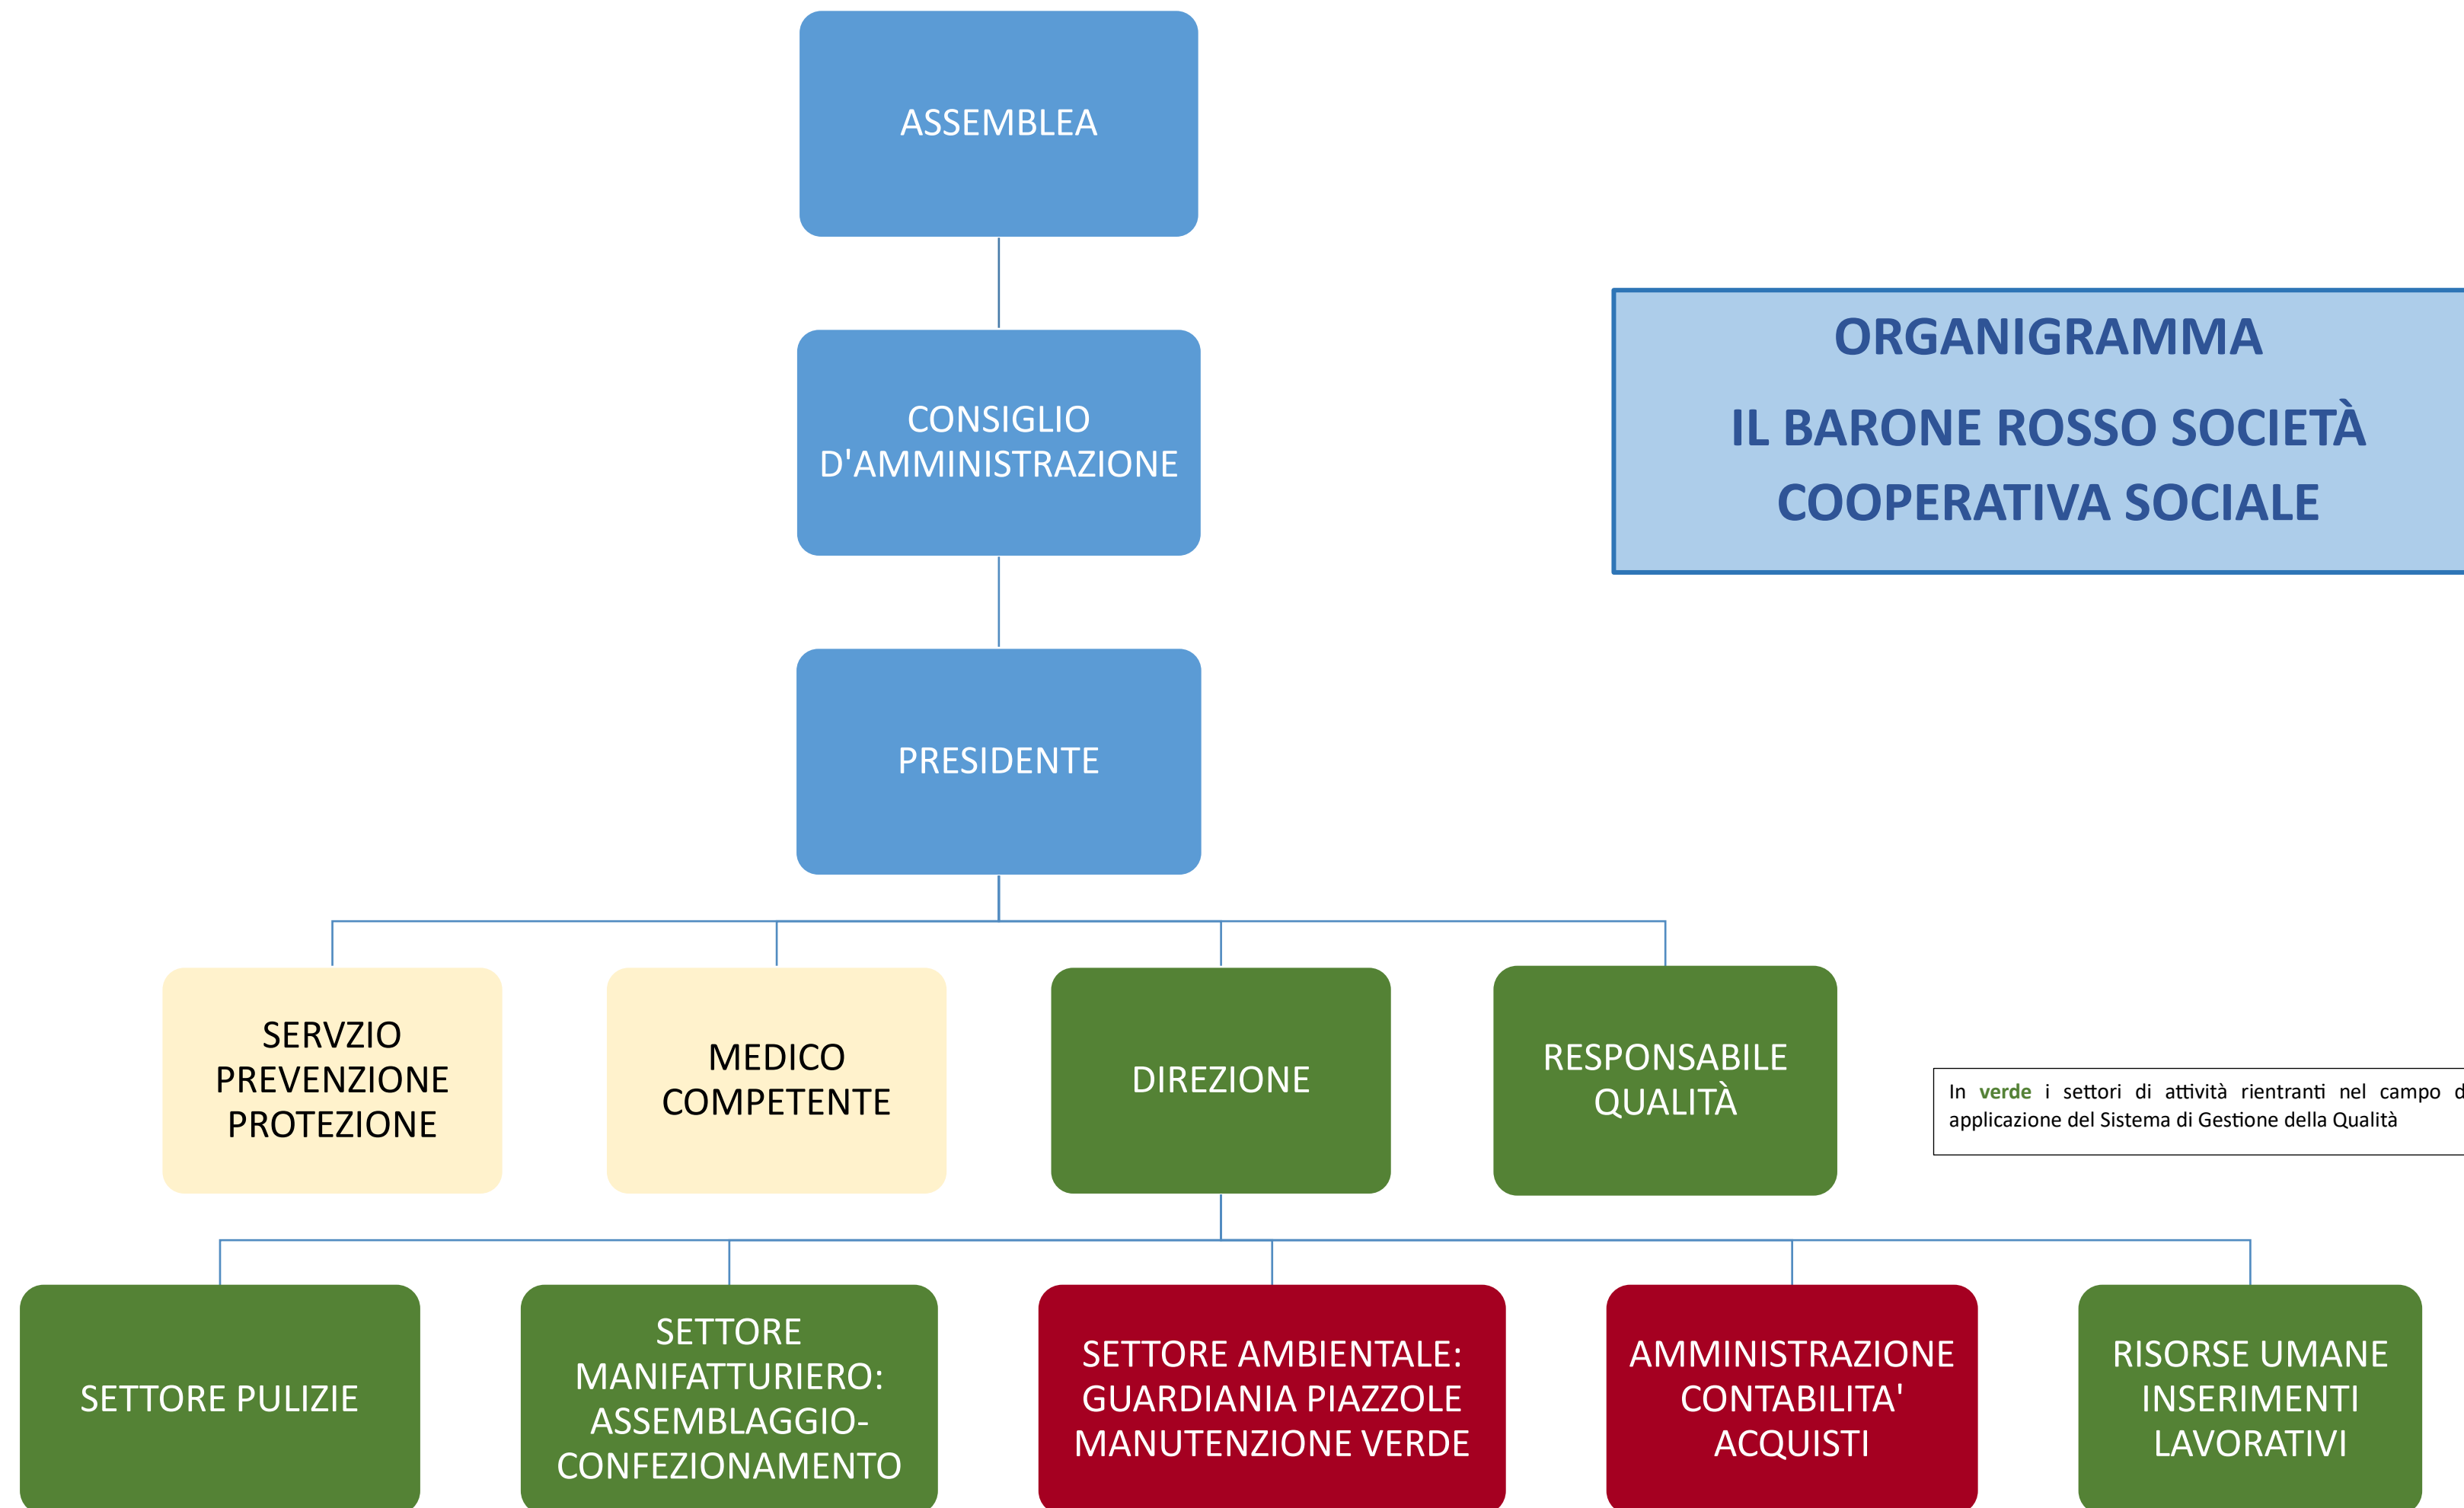 ASSEMBLEA
ORGANIGRAMMA
IL BARONE ROSSO SOCIETÀ
COOPERATIVA SOCIALE
CONSIGLIO
D'AMMINISTRAZIONE
PRESIDENTE
SERVZIO
PREVENZIONE
PROTEZIONE
MEDICO
COMPETENTE
DIREZIONE
RESPONSABILE
QUALITÀ
In verde i settori di attività rientranti nel campo d
applicazione del Sistema di Gestione della Qualità
SETTORE PULIZIE
SETTORE
MANIFATTURIERO:
ASSEMBLAGGIO-
CONFEZIONAMENTO
SETTORE AMBIENTALE:
GUARDIANIA PIAZZOLE
MANUTENZIONE VERDE
AMMINISTRAZIONE
CONTABILITA'
ACQUISTI
RISORSE UMANE
INSERIMENTI
LAVORATIVI